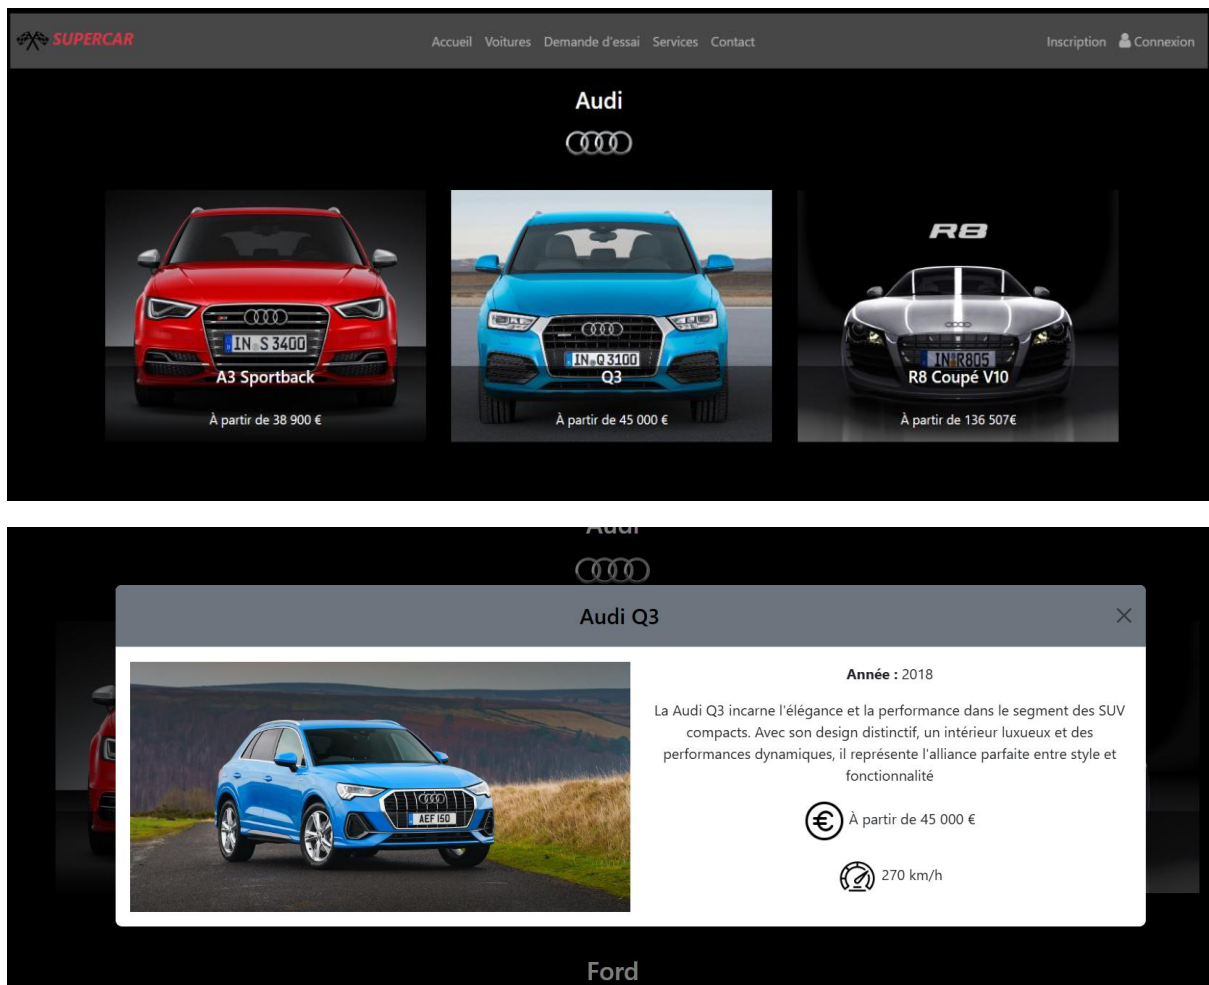 SUPERCAR
Accueil Voitures Demande d'essai Services Contact
Inscription Connexion
Audi
R8
IN S 3400
IN Q 3100
IN R805
A3 Sportback
Q3
R8 Coupé V10
À partir de 38 900 €
À partir de 45 000 €
À partir de 136 507€
Audi
Audi Q3
Année : 2018
La Audi Q3 incarne l'élégance et la performance dans le segment des SUV
compacts. Avec son design distinctif, un intérieur luxueux et des
performances dynamiques, il représente l'alliance parfaite entre style et
fonctionnalité
AEF 150
À partir de 45 000 €
270 km/h
Ford